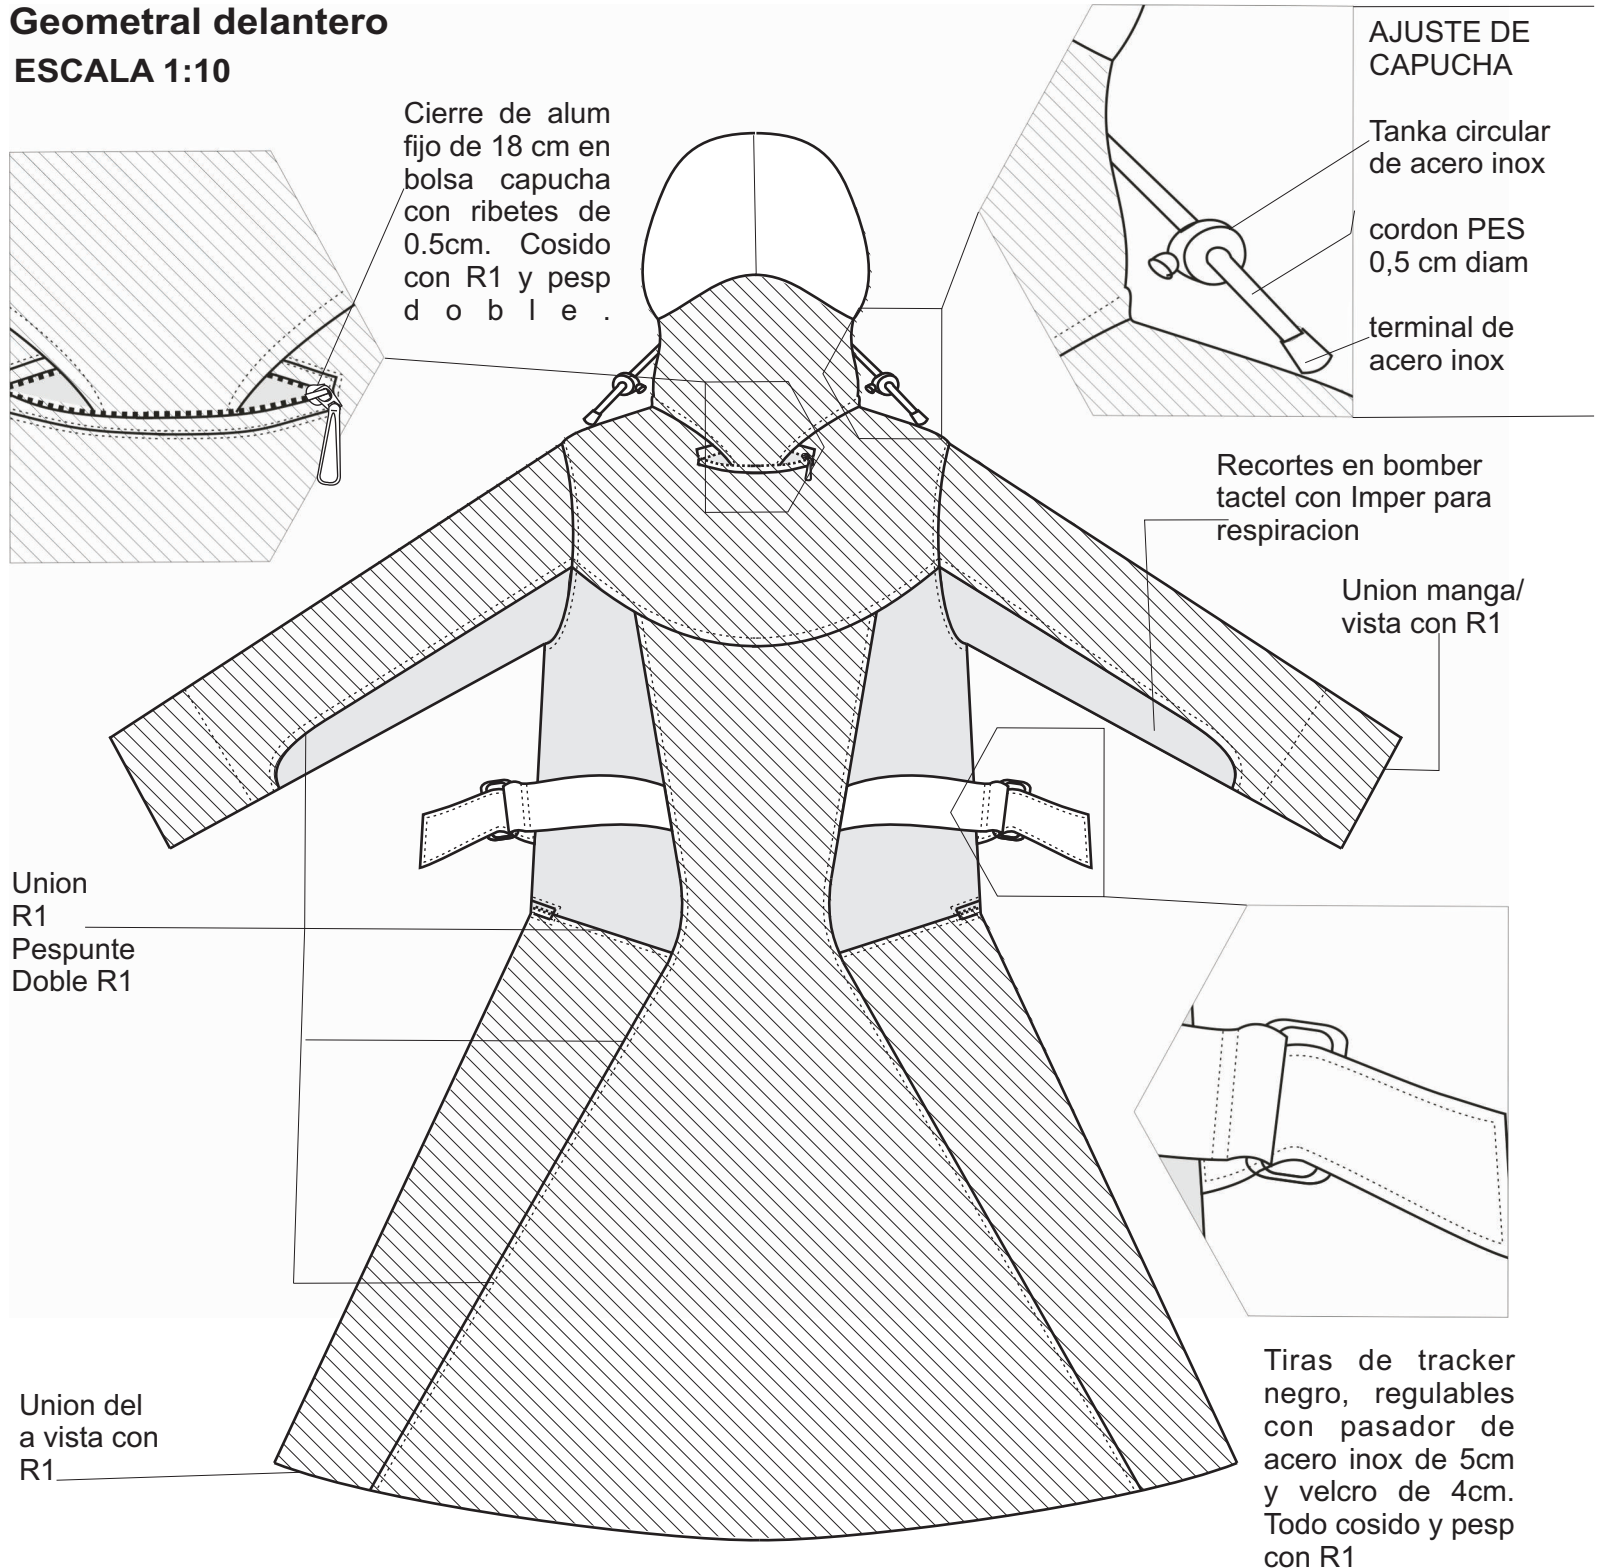 Geometral delantero
ESCALA 1:10
Cierre de alum
fijo de 18 cm en
bolsa capucha
con ribetes de
0.5cm. Cosido
con R1 y pesp
doble.
AJUSTE DE
CAPUCHA
Tanka circular
de acero inox
cordon PES
0,5 cm diam
terminal de
acero inox
Recortes en bomber
tactel con Imper para
respiracion
Union manga/
vista con R1
Union
R1
Pespunte
Doble R1
Union del
a vista con
R1
Tiras de tracker
negro, regulables
con pasador de
acero inox de 5cm
y velcro de 4cm.
Todo cosido y pesp
con R1